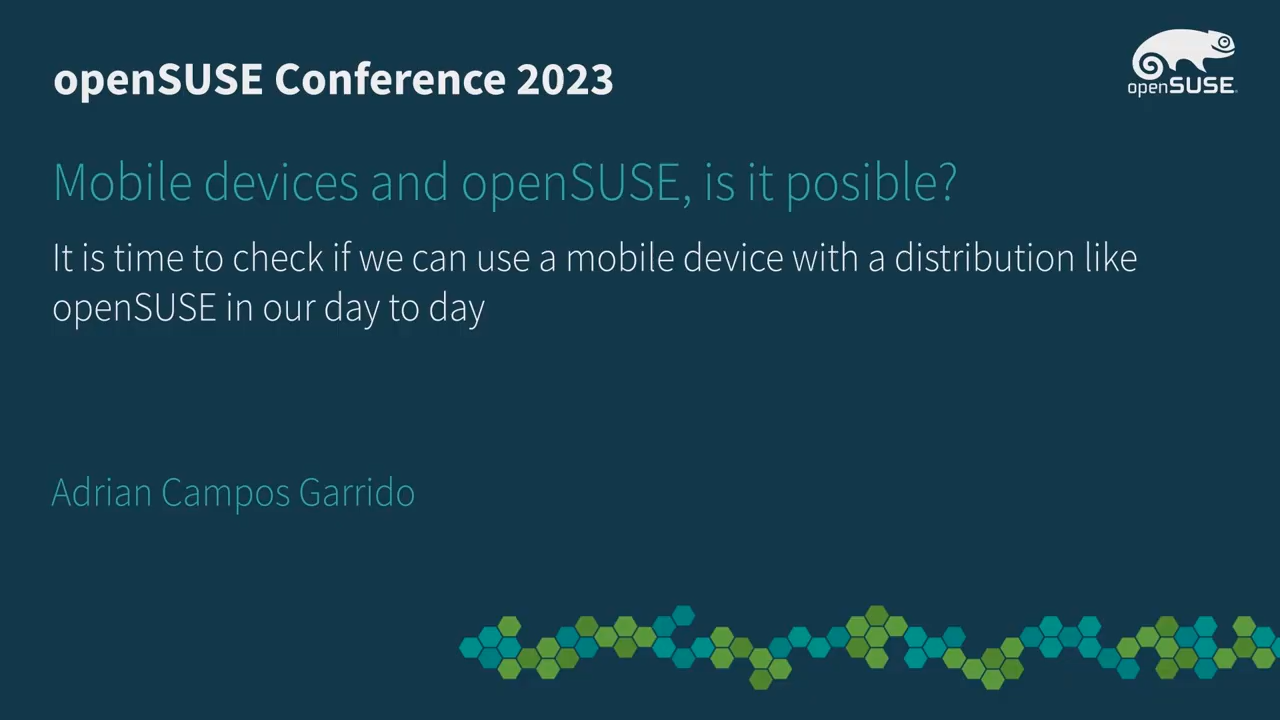 openSUSE Conference 2023
openSUSE
Mobile devices and openSUSE, is it posible?
It is time to check if we can use a mobile device with a distribution like
openSUSE in our day to day
Adrian Campos Garrido